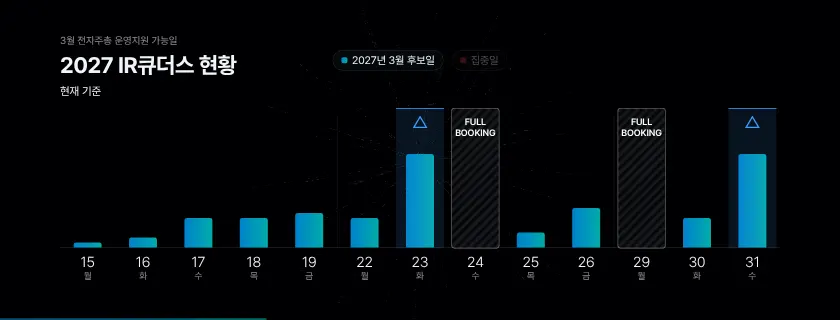 3월 전자주총 운영지원 가능일
2027 IR큐더스 현황
현재 기준
2027년 3월 후보일
집중일
FULL BOOKING
FULL BOOKING
15 16 17 18 19 22 23 24 25 26 29 30 31
월 화 수 목 금 월 화 수 목 금 월 화 수